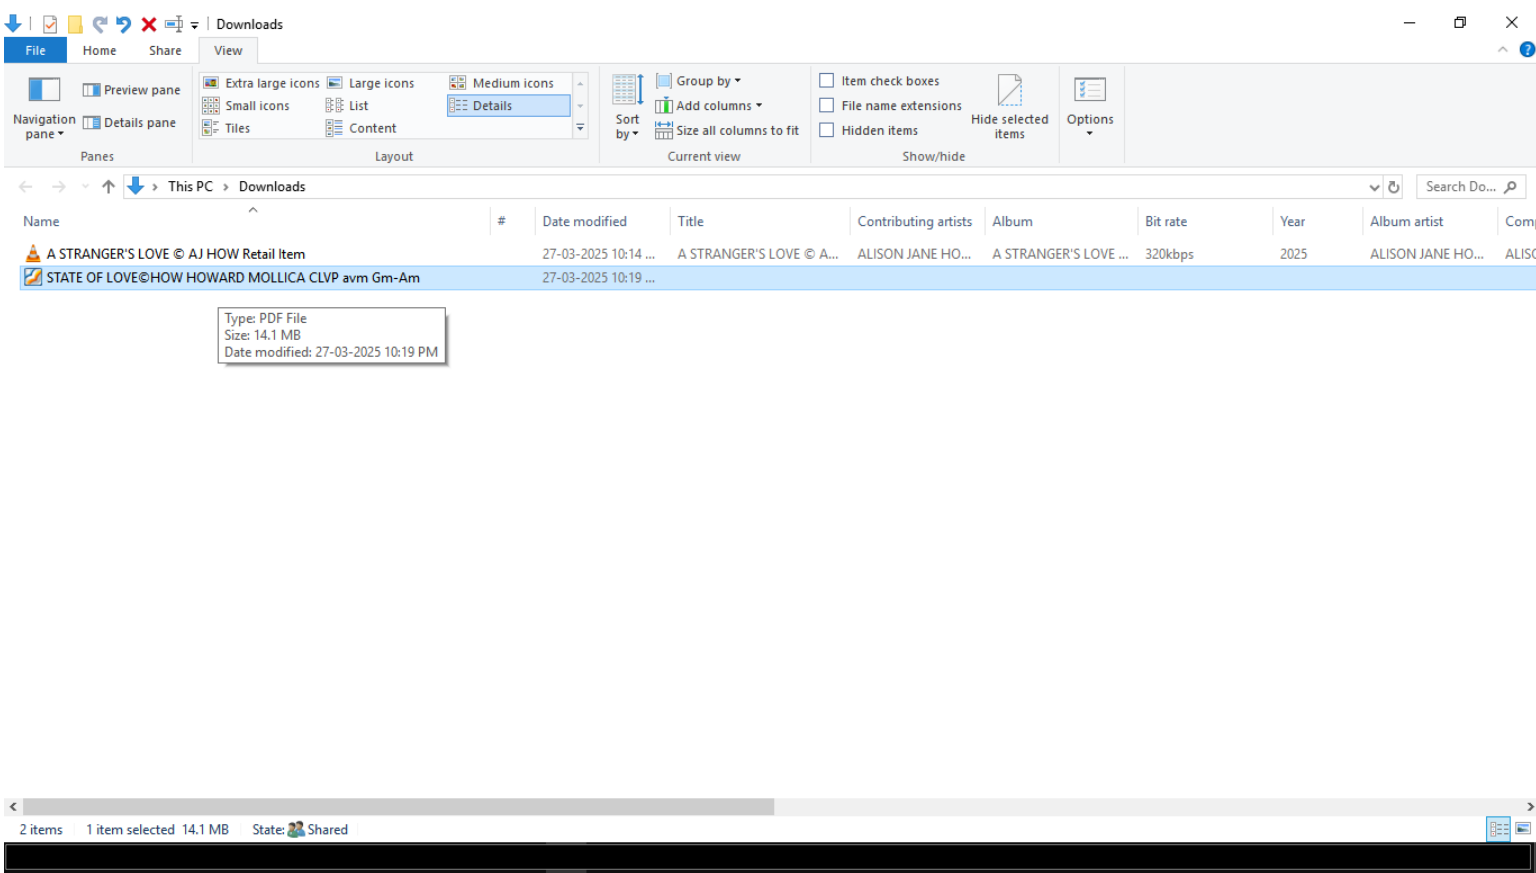 Downloads
File Home Share View
Navigation pane
Preview pane
Details pane
Panes
Extra large icons Large icons Medium icons
Small icons List Details
Tiles Content
Layout
Sort by
Group by
Add columns
Size all columns to fit
Current view
Item check boxes
File name extensions
Hidden items
Hide selected items
Show/hide
Options
This PC Downloads
Search Do...
Name # Date modified Title Contributing artists Album Bit rate Year Album artist Comp
A STRANGER'S LOVE © AJ HOW Retail Item 27-03-2025 10:14 ... A STRANGER'S LOVE © A... ALISON JANE HO... A STRANGER'S LOVE ... 320kbps 2025 ALISON JANE HO... ALISO
STATE OF LOVE©HOW HOWARD MOLLICA CLVP avm Gm-Am 27-03-2025 10:19 ...
Type: PDF File
Size: 14.1 MB
Date modified: 27-03-2025 10:19 PM
2 items 1 item selected 14.1 MB State: Shared